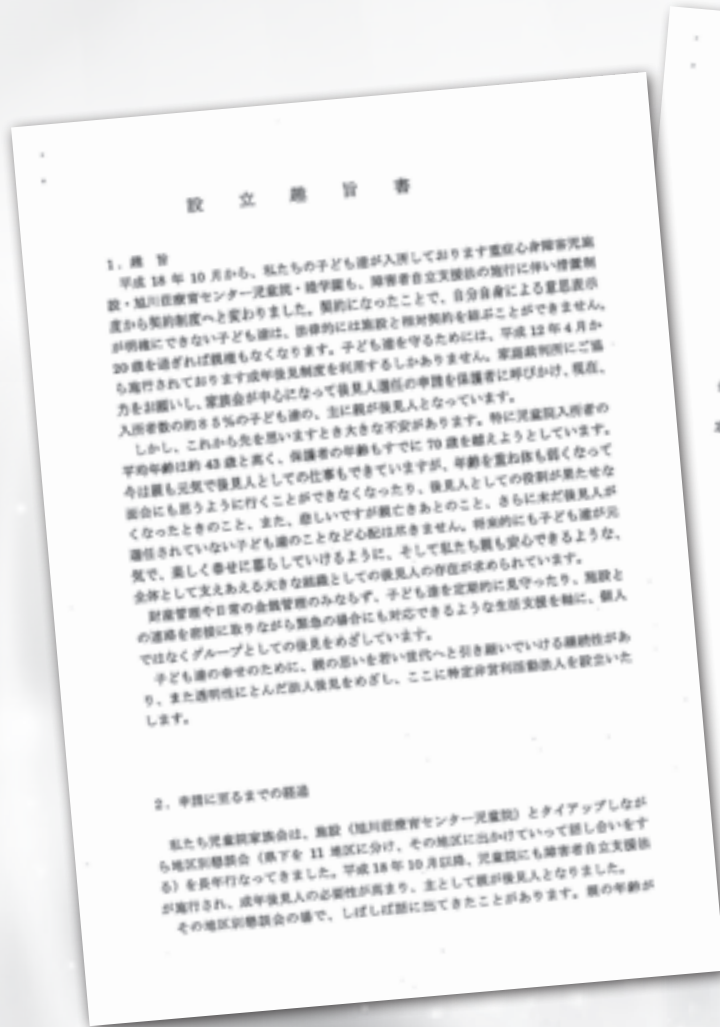 設立趣旨書
1．趣　旨
平成 18 年 10 月から、私たちの子ども達が入所しております重症心身障害児施
設・旭川荘療育センター児童院・睦学園も、障害者自立支援法の施行に伴い措置制
度から契約制度へと変わりました。契約になったことで、自分自身による意思表示
が明確にできない子ども達は、法律的には施設と相対契約を結ぶことができません。
20 歳を過ぎれば親権もなくなります。子ども達を守るためには、平成 12 年 4 月か
ら施行されております成年後見制度を利用するしかありません。家庭裁判所にご協
力をお願いし、家族会が中心になって後見人選任の申請を保護者に呼びかけ、現在、
入所者数の約８５％の子ども達の、主に親が後見人となっています。
しかし、これから先を思いますとき大きな不安があります。特に児童院入所者の
平均年齢は約 43 歳と高く、保護者の年齢もすでに 70 歳を越えようとしています。
今は親も元気で後見人としての仕事もできていますが、年齢を重ね体も弱くなって
面会にも思うように行くことができなくなったり、後見人としての役割が果たせな
くなったときのこと、また、悲しいですが親亡きあとのこと、さらに未だ後見人が
選任されていない子ども達のことなど心配は尽きません。将来的にも子ども達が元
気で、楽しく幸せに暮らしていけるように、そして私たち親も安心できるような、
全体として支えあえる大きな組織としての後見人の存在が求められています。
財産管理や日常の金銭管理のみならず、子ども達を定期的に見守ったり、施設と
の連絡を密接に取りながら緊急の場合にも対応できるような生活支援を軸に、個人
ではなくグループとしての後見をめざしています。
子ども達の幸せのために、親の思いを若い世代へと引き継いでいける継続性があ
り、また透明性にとんだ法人後見をめざし、ここに特定非営利活動法人を設立いた
します。
2．申請に至るまでの経過
私たち児童院家族会は、施設（旭川荘療育センター児童院）とタイアップしなが
ら地区別懇談会（県下を 11 地区に分け、その地区に出かけていって話し合いをす
る）を長年行なってきました。平成 18 年 10 月以降、児童院にも障害者自立支援法
が施行され、成年後見人の必要性が高まり、主として親が後見人となりました。
その地区別懇談会の場で、しばしば話に出てきたことがあります。親の年齢が